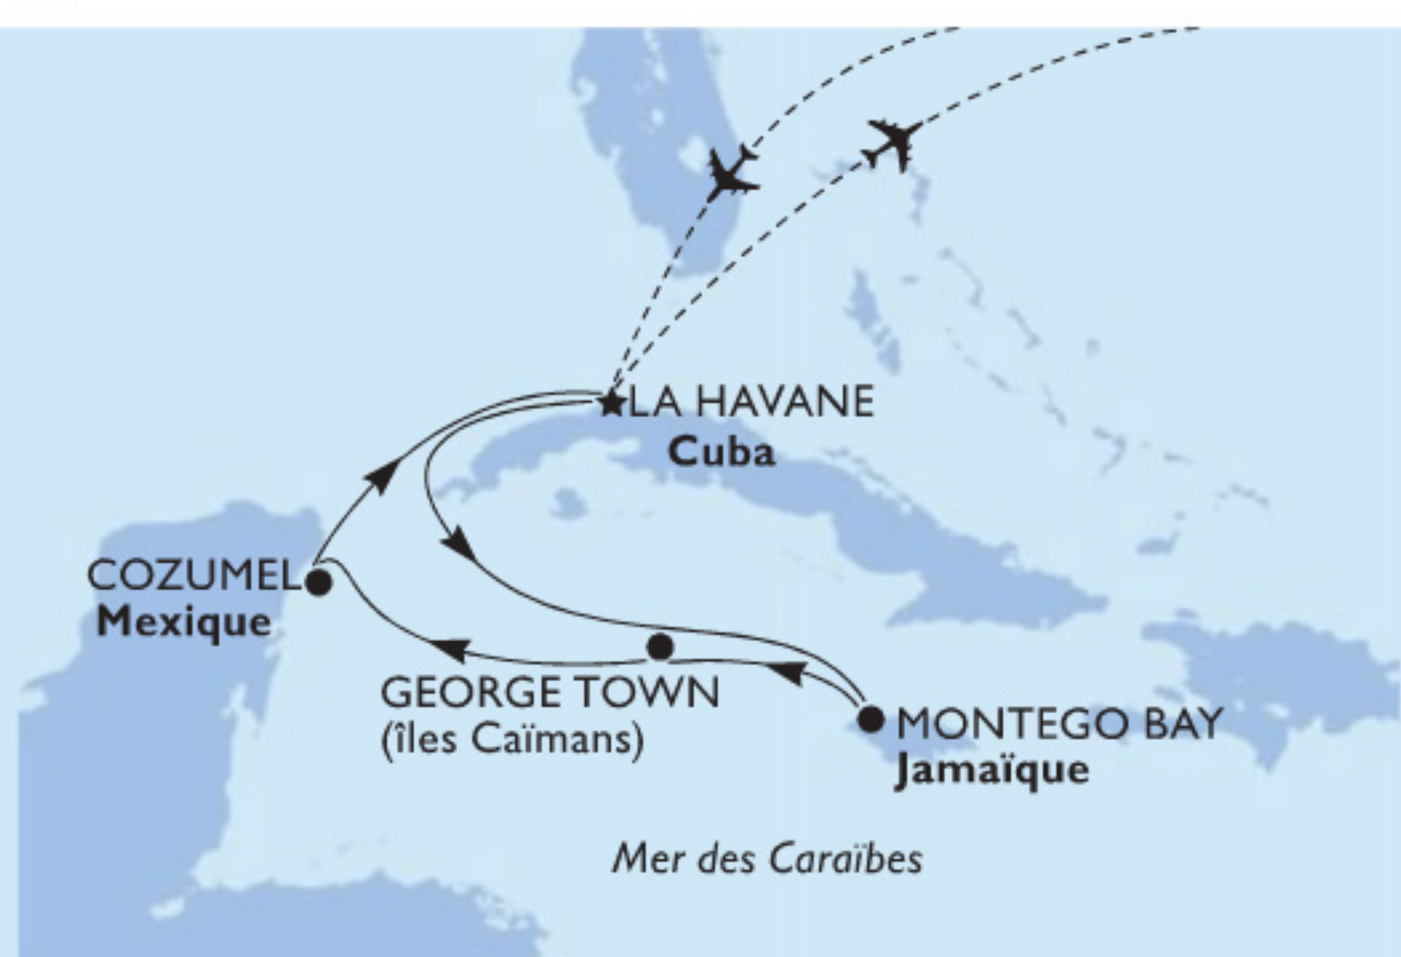 LA HAVANE
Cuba
COZUMEL
Mexique
GEORGE TOWN
(îles Caïmans)
MONTEGO BAY
Jamaïque
Mer des Caraïbes